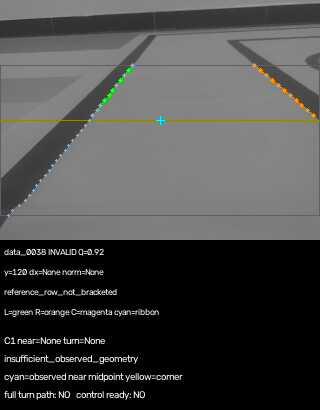 data_0038 INVALID Q=0.92
y=120 dx=None norm=None
reference_row_not_bracketed
L=green R=orange C=magenta cyan=ribbon
C1 near=None turn=None
insufficient_observed_geometry
cyan=observed near midpoint yellow=corner
full turn path: NO control ready: NO